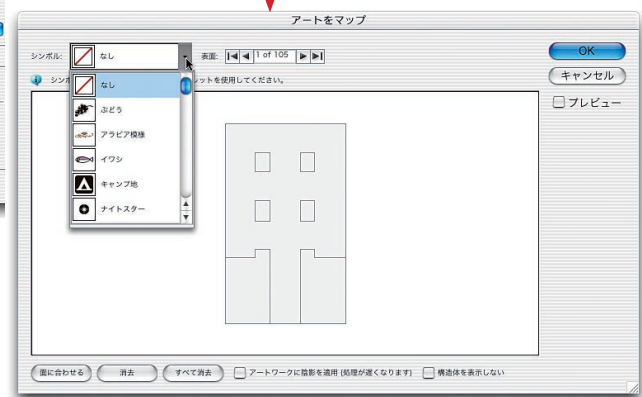 アートをマップ
シンボル: なし 表面: 1 of 105
シンボ レットを使用してください。
なし
ぶどう
アラビア模様
イワシ
キャンプ地
ナイトスター
OK
キャンセル
プレビュー
面に合わせる 消去 すべて消去 アートワークに陰影を適用 (処理が遅くなります) 構造体を表示しない